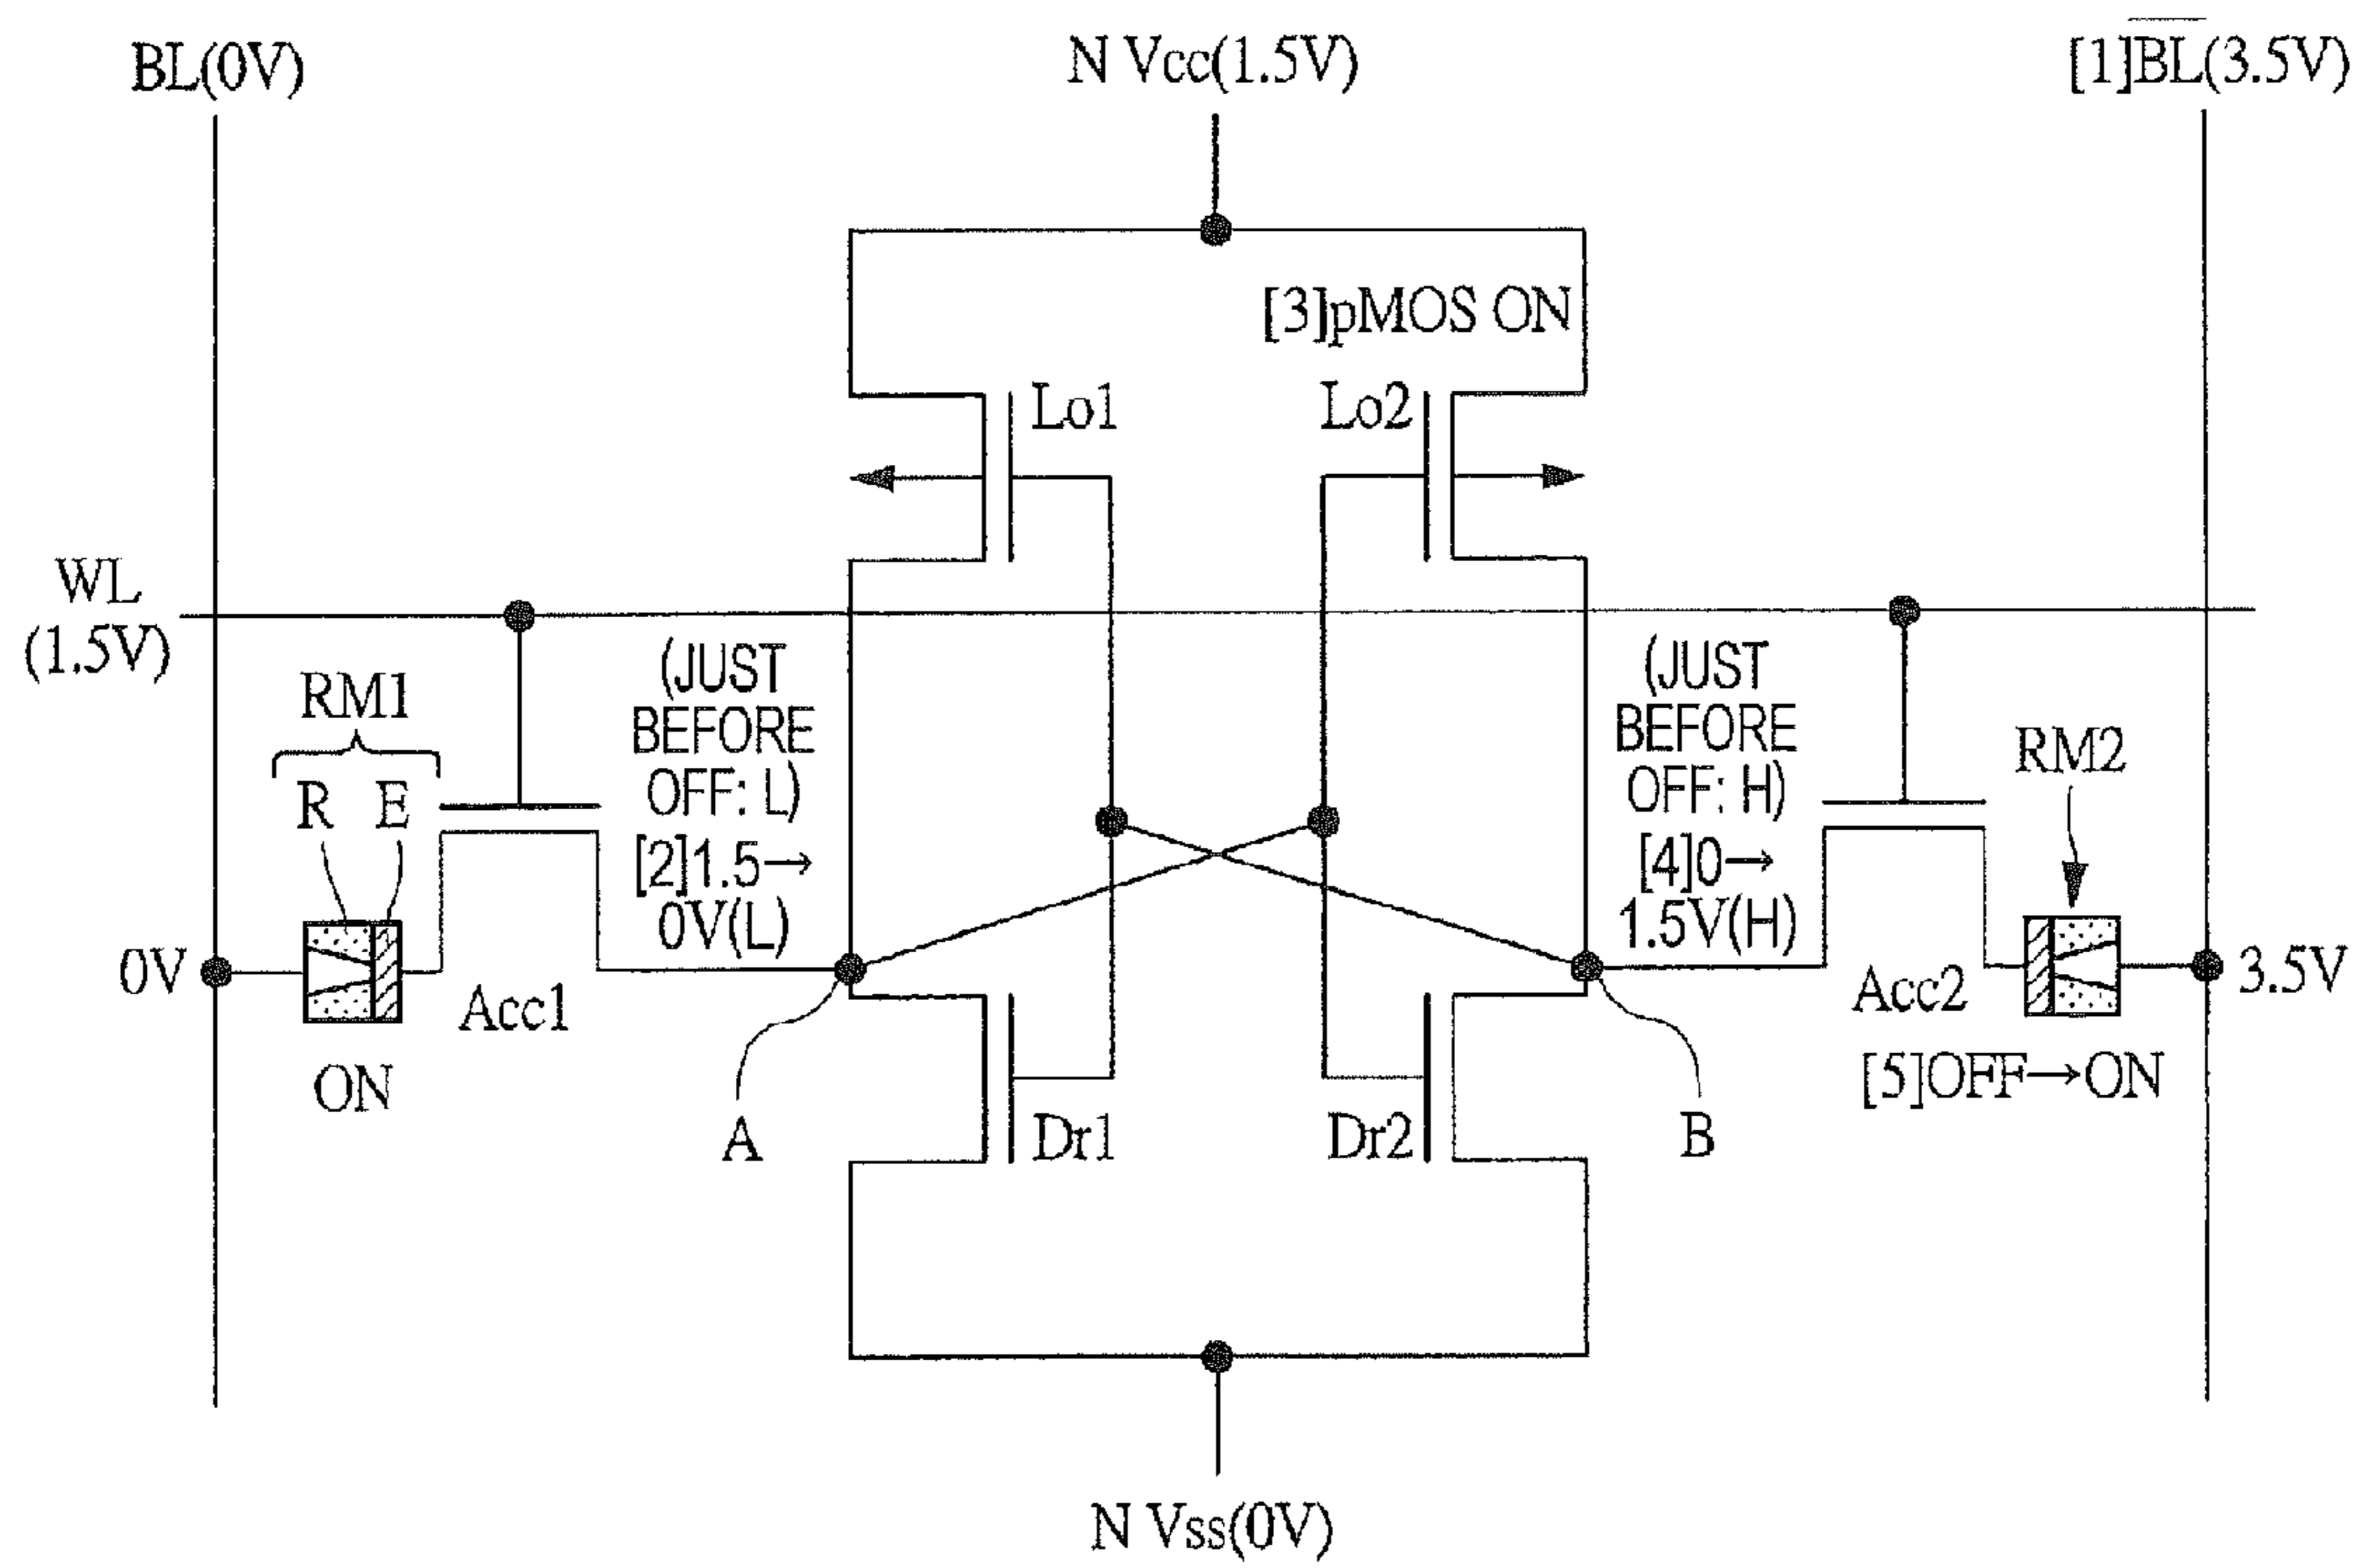 BL(0V)
N Vcc(1.5V)
[1]B̅L̅(3.5V)
[3]pMOS ON
Lo1
Lo2
WL
(1.5V)
RM1
R E
(JUST
BEFORE
OFF: L)
[2]1.5→
0V(L)
(JUST
BEFORE
OFF: H)
[4]0→
1.5V(H)
RM2
0V
Acc1
ON
Acc2
3.5V
[5]OFF→ON
A
Dr1
Dr2
B
N Vss(0V)